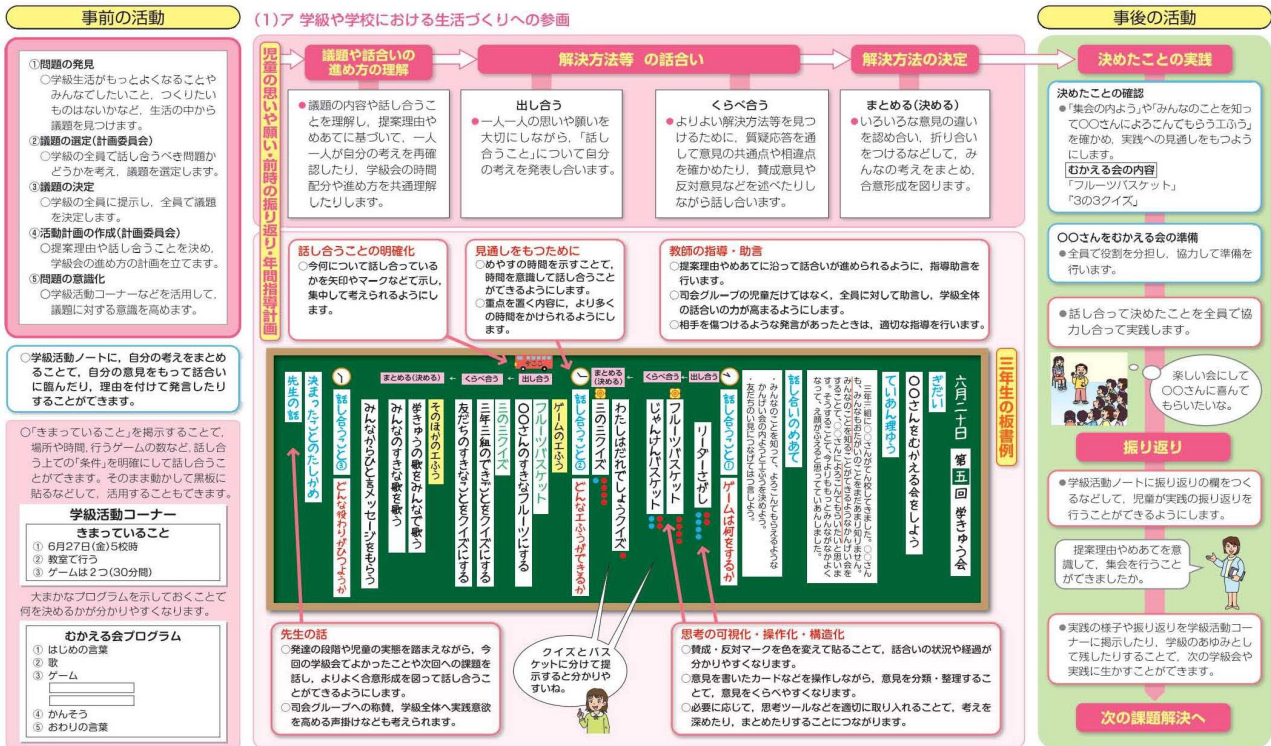 事前の活動
①問題の発見
○学級生活がもっとよくなることや
みんなでしたいこと，つくりたい
ものはないかなど，生活の中から
議題を見つけます。
②議題の選定(計画委員会)
○学級の全員で話し合うべき問題か
どうかを考え，議題を選定します。
③議題の決定
○学級の全員に提示し，全員で議題
を決定します。
④活動計画の作成(計画委員会)
○提案理由や話し合うことを決め，
学級会の進め方の計画を立てます。
⑤問題の意識化
○学級活動コーナーなどを活用して，
議題に対する意識を高めます。
○学級活動ノートに，自分の考えをまとめ
ることで，自分の意見をもって話合い
に臨んだり，理由を付けて発言したり
することができます。
○「きまっていること」を掲示することで，
場所や時間，行うゲームの数など，話し合
う上での「条件」を明確にして話し合うこ
とができます。そのまま動かして黒板に
貼るなどして，活用することもできます。
学級活動コーナー
きまっていること
① 6月27日(金)5校時
② 教室で行う
③ ゲームは2つ(30分間)
大まかなプログラムを示しておくことで
何を決めるかが分かりやすくなります。
むかえる会プログラム
① はじめの言葉
② 歌
③ ゲーム
④ かんそう
⑤ おわりの言葉
(1)ア 学級や学校における生活づくりへの参画
児童の思いや願い・前時の振り返り・年間指導計画
議題や話合いの
進め方の理解
●議題の内容や話し合うこ
とを理解し，提案理由や
めあてに基づいて，一人
一人が自分の考えを再確
認したり，学級会の時間
配分や進め方を共通理解
したりします。
解決方法等 の話合い
出し合う
●一人一人の思いや願いを
大切にしながら，「話し
合うこと」について自分
の考えを発表し合います。
くらべ合う
●よりよい解決方法等を見つ
けるために，質疑応答を通
して意見の共通点や相違点
を確かめたり，賛成意見や
反対意見などを述べたりし
ながら話し合います。
解決方法の決定
まとめる(決める)
●いろいろな意見の違い
を認め合い，折り合い
をつけるなどして，み
んなの考えをまとめ，
合意形成を図ります。
話し合うことの明確化
○今何について話し合っている
かを矢印やマークなどで示し，
集中して考えられるようにし
ます。
見通しをもつために
○めやすの時間を示すことで，
時間を意識して話し合うこと
ができるようにします。
○重点を置く内容に，より多く
の時間をかけられるようにし
ます。
教師の指導・助言
○提案理由やめあてに沿って話合いが進められるように，指導助言を
行います。
○司会グループの児童だけではなく，全員に対して助言し，学級全体
の話合いの力が高まるようにします。
○相手を傷つけるような発言があったときは，適切な指導を行います。
三年生の板書例
六月二十日 第五回 学きゅう会
ぎだい
〇〇さんをむかえる会をしよう
ていあん理ゆう
話し合いのめあて
・みんなのことを知って，よろこんでもらえるような
かんげい会の内ようとエふうを決めよう。
・友だちの意見につなげてはつ言しよう。
話し合うこと① ゲームは何をするか
出し合う
くらべ合う
まとめる
(決める)
リーダーさがし
フルーツバスケット
じゃんけんバスケット
わたしはだれでしょうクイズ
三の三クイズ
話し合うこと② どんなエふうができるか
出し合う ← くらべ合う ← まとめる(決める)
ゲームのエふう
フルーツバスケット
〇〇さんのすきなフルーツにする
三の三クイズ
三年三組のできごとをクイズにする
友だちのすきなことをクイズにする
そのほかのエふう
学きゅうの歌をみんなで歌う
みんなのすきな歌を歌う
みんなからひとことメッセージをもらう
話し合うこと③ どんな役わりがひつようか
決まったことのたしかめ
先生の話
先生の話
○発達の段階や児童の実態を踏まえながら，今
回の学級会でよかったことや次回への課題を
話し，よりよく合意形成を図って話し合うこ
とができるようにします。
○司会グループへの称賛，学級全体へ実践意欲
を高める声掛けなども考えられます。
クイズとバス
ケットに分けて提
示すると分かりや
すいね。
思考の可視化・操作化・構造化
○賛成・反対マークを色を変えて貼ることで，話合いの状況や経過が
分かりやすくなります。
○意見を書いたカードなどを操作しながら，意見を分類・整理するこ
とで，意見をくらべやすくなります。
○必要に応じて，思考ツールなどを適切に取り入れることで，考えを
深めたり，まとめたりすることにつながります。
事後の活動
決めたことの実践
決めたことの確認
●「集会の内よう」や「みんなのことを知っ
て〇〇さんによろこんでもらう工ふう」
を確かめ，実践への見通しをもつよう
にします。
むかえる会の内容
「フルーツバスケット」
「3の3クイズ」
〇〇さんをむかえる会の準備
●全員で役割を分担し，協力して準備を
行います。
●話し合って決めたことを全員で協
力し合って実践します。
楽しい会にして
〇〇さんに喜んで
もらいたいな。
振り返り
●学級活動ノートに振り返りの欄をつ
くるなどして，児童が実践の振り返りを
行うことができるようにします。
提案理由やめあてを意
識して，集会を行うこと
ができましたか。
●実践の様子や振り返りを学級活動コー
ナーに掲示したり，学級のあゆみとし
て残したりすることで，次の学級会や
実践に生かすことができます。
次の課題解決へ